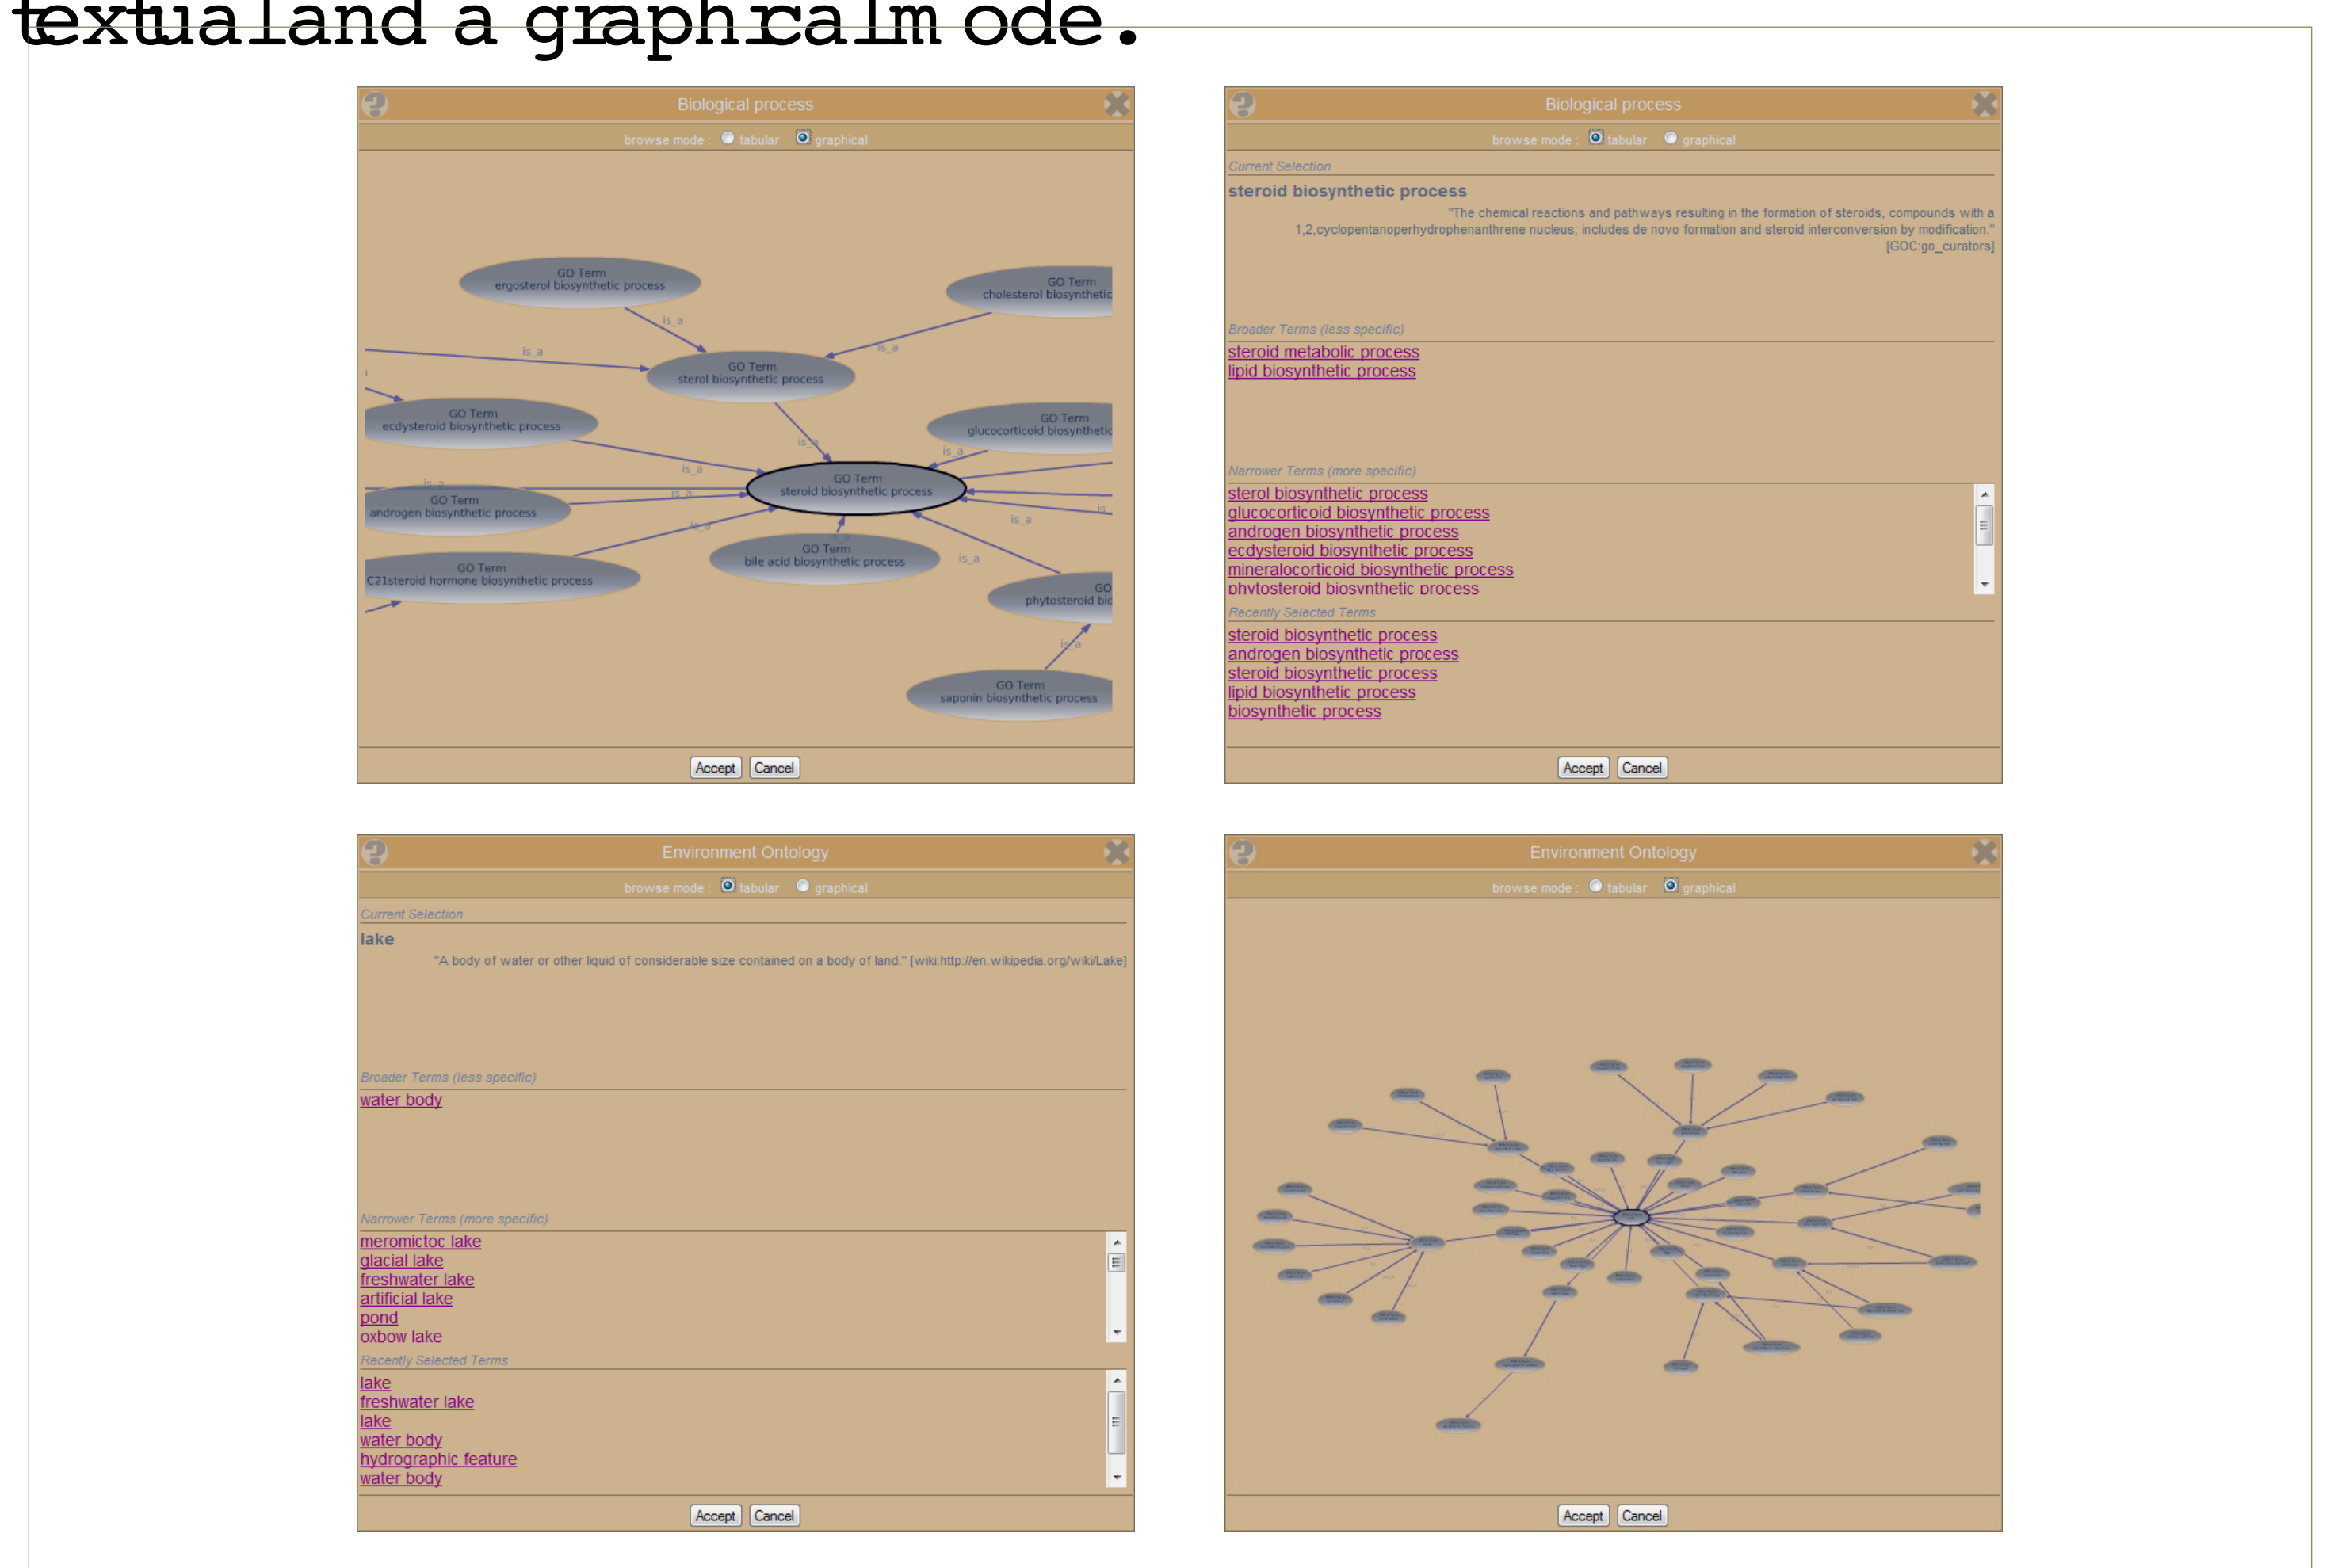 textual and a graphical mode.
Biological process
browse mode : tabular graphical
GO Term
ergosterol biosynthetic process
GO Term
cholesterol biosynthetic
is_a
is_a
is_a
GO Term
sterol biosynthetic process
GO Term
ecdysteroid biosynthetic process
GO Term
glucocorticoid biosynthetic
is_a
is_a
is_a
GO Term
steroid biosynthetic process
is_a
GO Term
androgen biosynthetic process
is_a
is_a
is_a
is_a
GO Term
bile acid biosynthetic process
is_a
is_a
GO Term
C21steroid hormone biosynthetic process
GO
phytosteroid bio
is_a
GO Term
saponin biosynthetic process
Accept Cancel
Biological process
browse mode : tabular graphical
Current Selection
steroid biosynthetic process
"The chemical reactions and pathways resulting in the formation of steroids, compounds with a
1,2,cyclopentanoperhydrophenanthrene nucleus; includes de novo formation and steroid interconversion by modification."
[GOC:go_curators]
Broader Terms (less specific)
steroid metabolic process
lipid biosynthetic process
Narrower Terms (more specific)
sterol biosynthetic process
glucocorticoid biosynthetic process
androgen biosynthetic process
ecdysteroid biosynthetic process
mineralocorticoid biosynthetic process
phytosteroid biosynthetic process
Recently Selected Terms
steroid biosynthetic process
androgen biosynthetic process
steroid biosynthetic process
lipid biosynthetic process
biosynthetic process
Accept Cancel
Environment Ontology
browse mode : tabular graphical
Current Selection
lake
"A body of water or other liquid of considerable size contained on a body of land." [wiki:http://en.wikipedia.org/wiki/Lake]
Broader Terms (less specific)
water body
Narrower Terms (more specific)
meromictoc lake
glacial lake
freshwater lake
artificial lake
pond
oxbow lake
Recently Selected Terms
lake
freshwater lake
lake
water body
hydrographic feature
water body
Accept Cancel
Environment Ontology
browse mode : tabular graphical
Accept Cancel